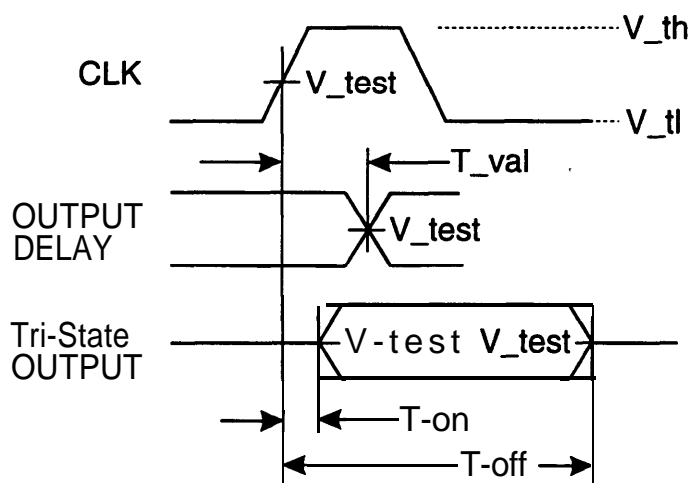 V_th
CLK
V_test
V_tl
T_val
OUTPUT
DELAY
V_test
Tri-State
OUTPUT
V-test V_test
T-on
T-off